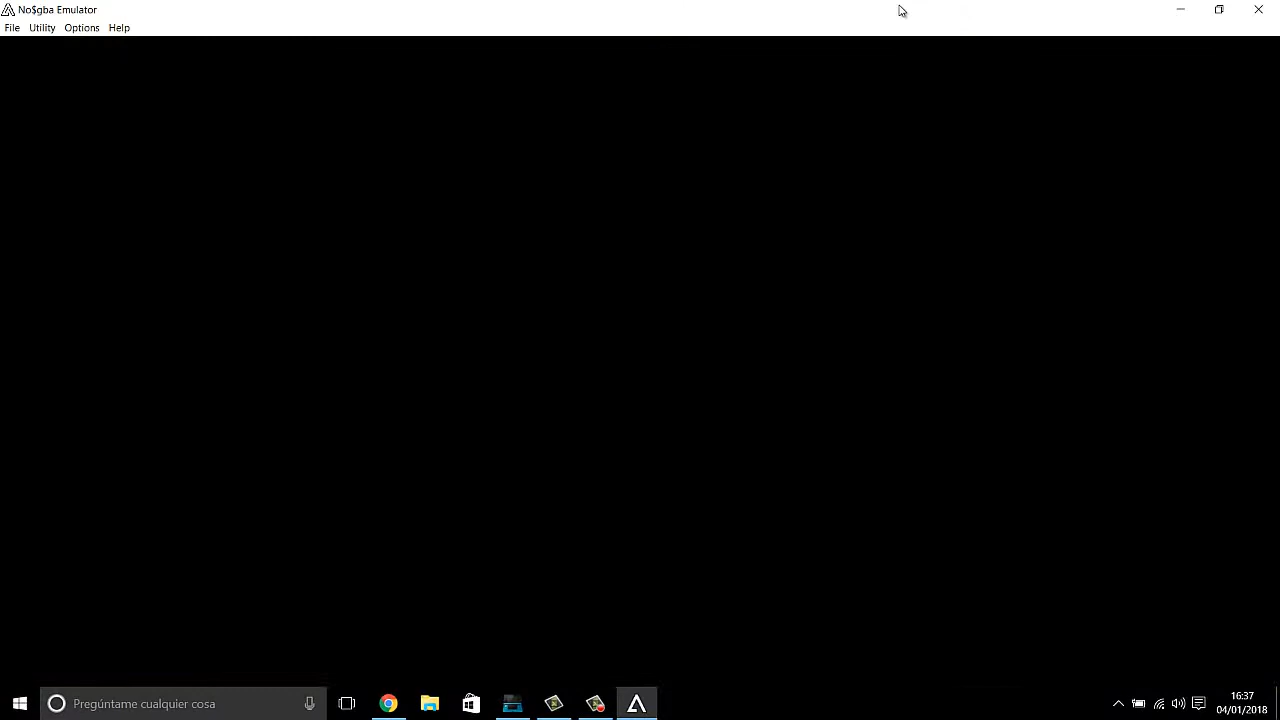 No$gba Emulator
File Utility Options Help
Pregúntame cualquier cosa
16:37
04/01/2018